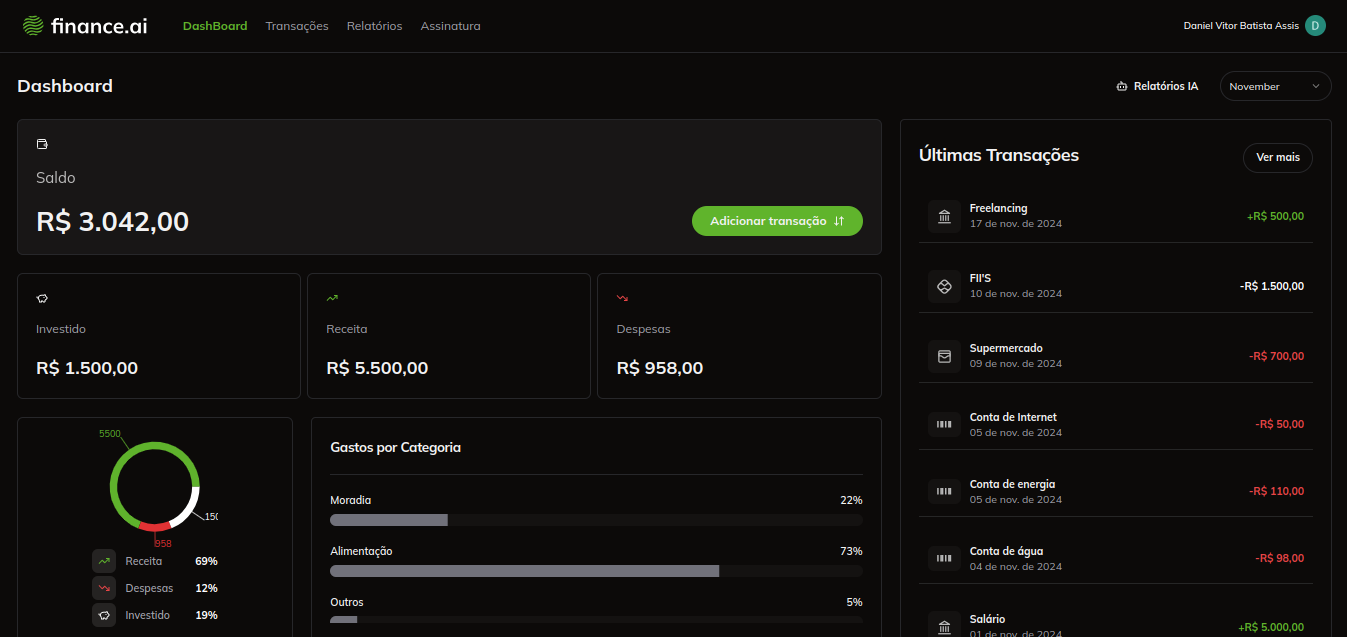 finance.ai
DashBoard Transações Relatórios Assinatura
Daniel Vitor Batista Assis D
Dashboard
Relatórios IA November
Saldo
R$ 3.042,00
Adicionar transação
Investido
R$ 1.500,00
Receita
R$ 5.500,00
Despesas
R$ 958,00
5500
150
958
Receita 69%
Despesas 12%
Investido 19%
Gastos por Categoria
Moradia 22%
Alimentação 73%
Outros 5%
Últimas Transações Ver mais
Freelancing
17 de nov. de 2024
+R$ 500,00
FII'S
10 de nov. de 2024
-R$ 1.500,00
Supermercado
09 de nov. de 2024
-R$ 700,00
Conta de Internet
05 de nov. de 2024
-R$ 50,00
Conta de energia
05 de nov. de 2024
-R$ 110,00
Conta de água
04 de nov. de 2024
-R$ 98,00
Salário
01 de nov. de 2024
+R$ 5.000,00